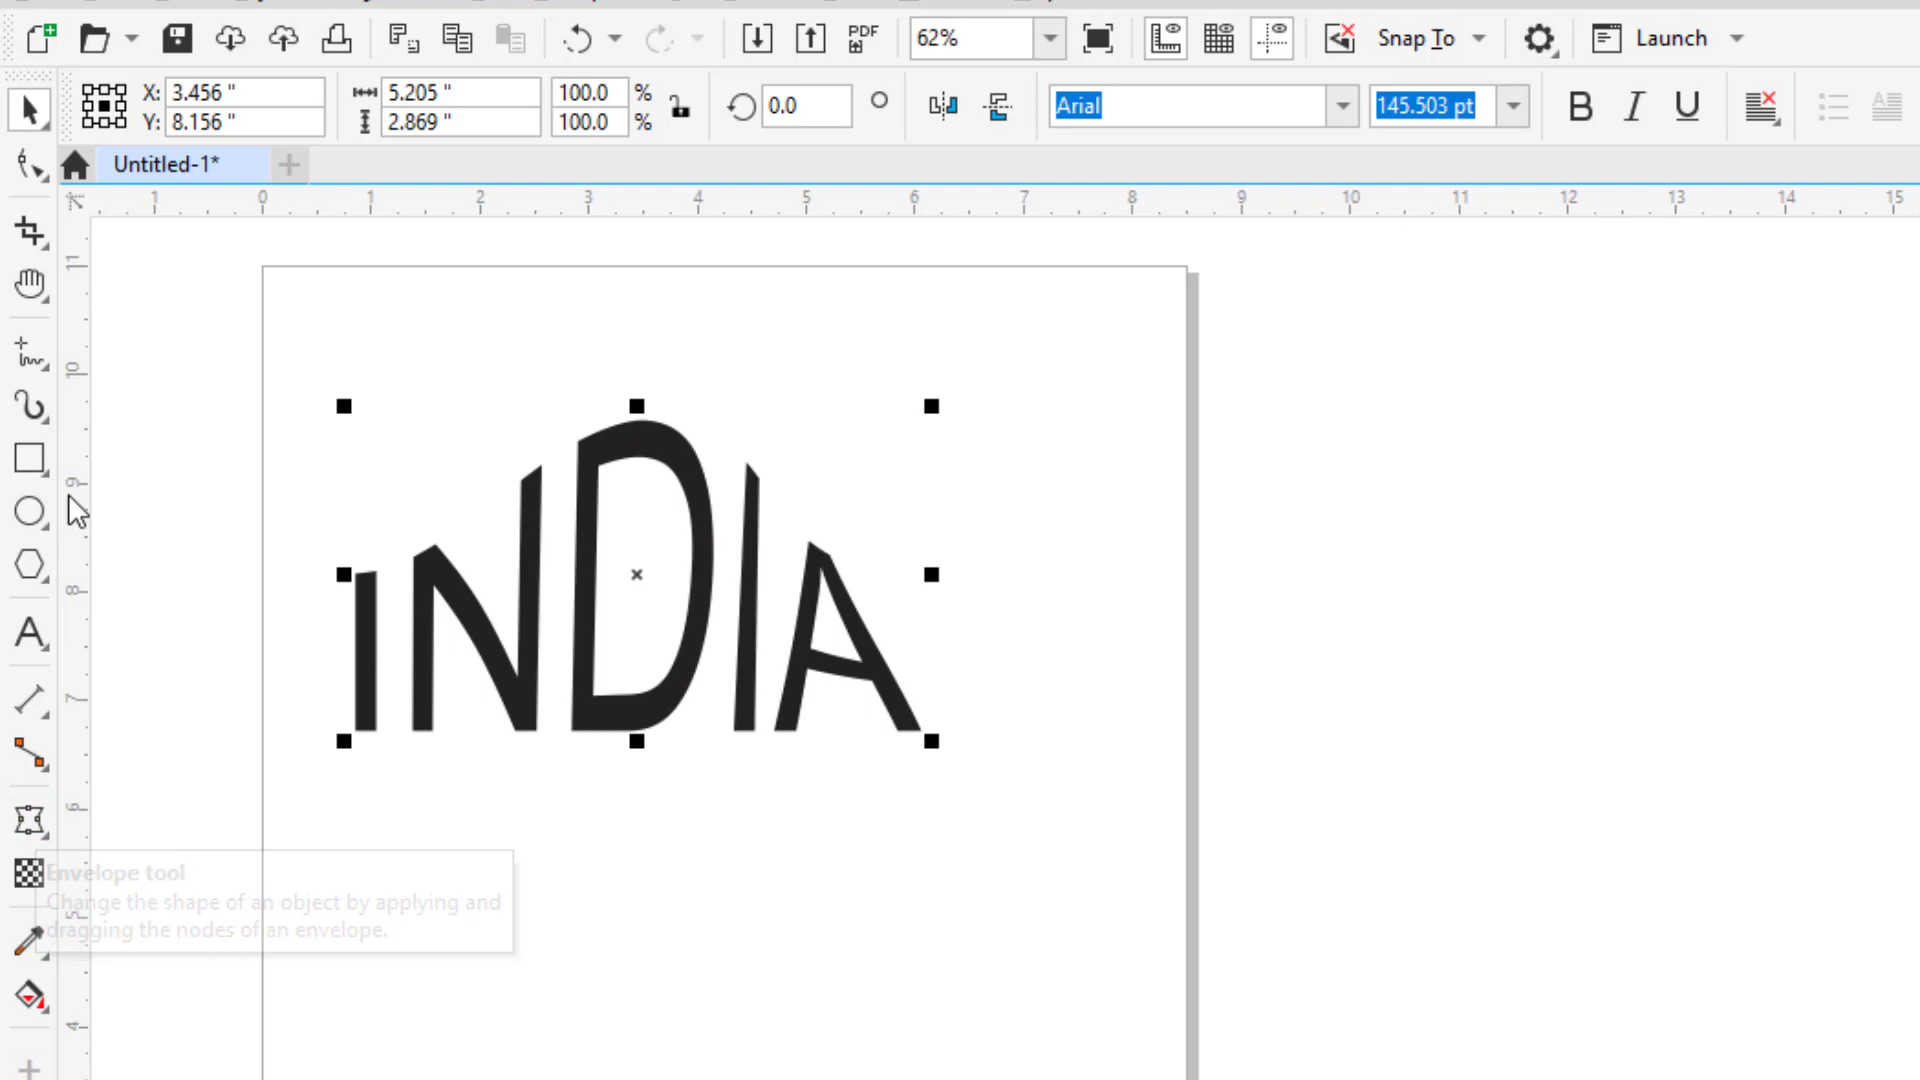 PDF
62%
Snap To
Launch
X: 3.456 "
5.205 "
100.0 %
Y: 8.156 "
2.869 "
100.0 %
0.0
Arial
145.503 pt
B I U
Untitled-1*
1 0 1 2 3 4 5 6 7 8 9 10 11 12 13 14 15
11
10
9
8
7
6
5
4
INDIA
A
Envelope tool
Change the shape of an object by applying and
dragging the nodes of an envelope.